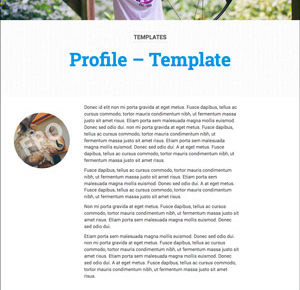 TEMPLATES
Profile – Template
Donec id elit non mi porta gravida at eget metus. Fusce dapibus, tellus ac
cursus commodo, tortor mauris condimentum nibh, ut fermentum massa
justo sit amet risus. Etiam porta sem malesuada magna mollis euismod.
Donec sed odio dui. non mi porta gravida at eget metus. Fusce dapibus,
tellus ac cursus commodo, tortor mauris condimentum nibh, ut fermentum
massa justo sit amet risus. Etiam porta sem malesuada magna mollis
magna mollis euismod. Donec sed odio dui. A at eget metus. Fusce
dapibus, tellus ac cursus commodo, tortor mauris condimentum nibh, ut
fermentum massa justo sit amet risus.
Fusce dapibus, tellus ac cursus commodo, tortor mauris condimentum
nibh, ut fermentum massa justo sit amet risus. Etiam porta sem
malesuada magna mollis euismod. Donec sed odio dui. A at eget metus.
Fusce dapibus, tellus ac cursus commodo, tortor mauris condimentum
nibh, ut fermentum massa justo sit amet risus. Etiam porta sem
malesuada magna mollis euismod. Donec sed odio dui.
Non mi porta gravida at eget metus. Fusce dapibus, tellus ac cursus
commodo, tortor mauris condimentum nibh, ut fermentum massa justo sit
amet risus. Etiam porta sem malesuada magna mollis euismod. Donec
sed odio dui.
Etiam porta sem malesuada magna mollis euismod. Donec sed odio dui.
non mi porta gravida at eget metus. Fusce dapibus, tellus ac cursus
commodo, tortor mauris condimentum nibh, ut fermentum massa justo sit
amet risus. Etiam porta sem malesuada magna mollis euismod. Donec
sed odio dui. A at eget metus. Fusce dapibus, tellus ac cursus
commodo, tortor mauris condimentum nibh, ut fermentum massa justo sit amet
risus.